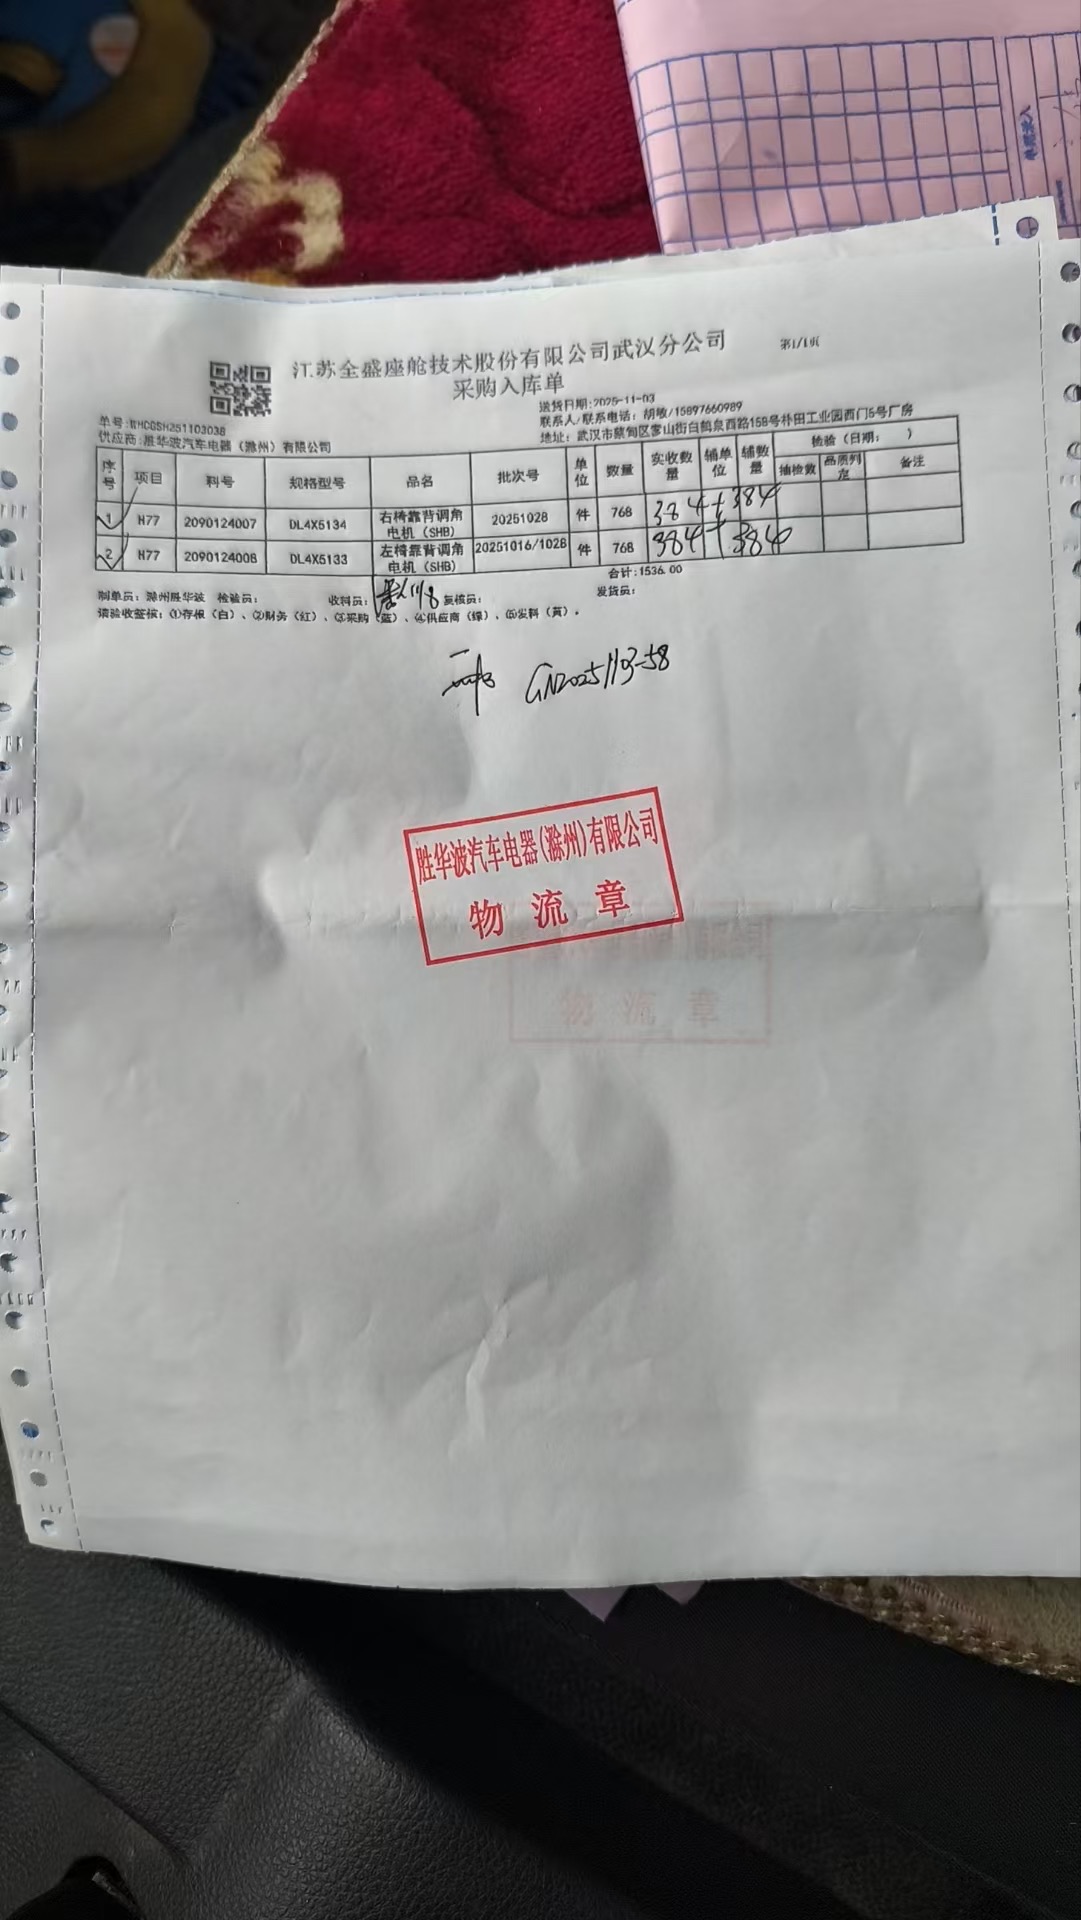 江苏全盛座舱技术股份有限公司武汉分公司
第1/1页
采购入库单
单号:WHCGSH251103038
送货日期:2025-11-03
供应商:胜华波汽车电器（滁州）有限公司
联系人/联系电话: 胡敏/15897660989
地址: 武汉市蔡甸区奓山街白鹤泉西路158号朴田工业园西门5号厂房
序号 项目 料号 规格型号 品名 批次号 单位 数量 实收数量 辅单位 辅数量 检验（日期: ） 抽检数 品质判定 备注
1 H77 2090124007 DL4X5134 右椅靠背调角电机（SHB） 20251028 件 768 384+384
2 H77 2090124008 DL4X5133 左椅靠背调角电机（SHB） 20251016/1028 件 768 384+384
合计:1536.00
制单员: 滁州胜华波 检验员: 收料员: 复核员: 发货员:
请验收签核: ①存根（白）、②财务（红）、③采购（蓝）、④供应商（绿）、⑤发料（黄）。
GN20251103-58
胜华波汽车电器(滁州)有限公司
物流章
物流章